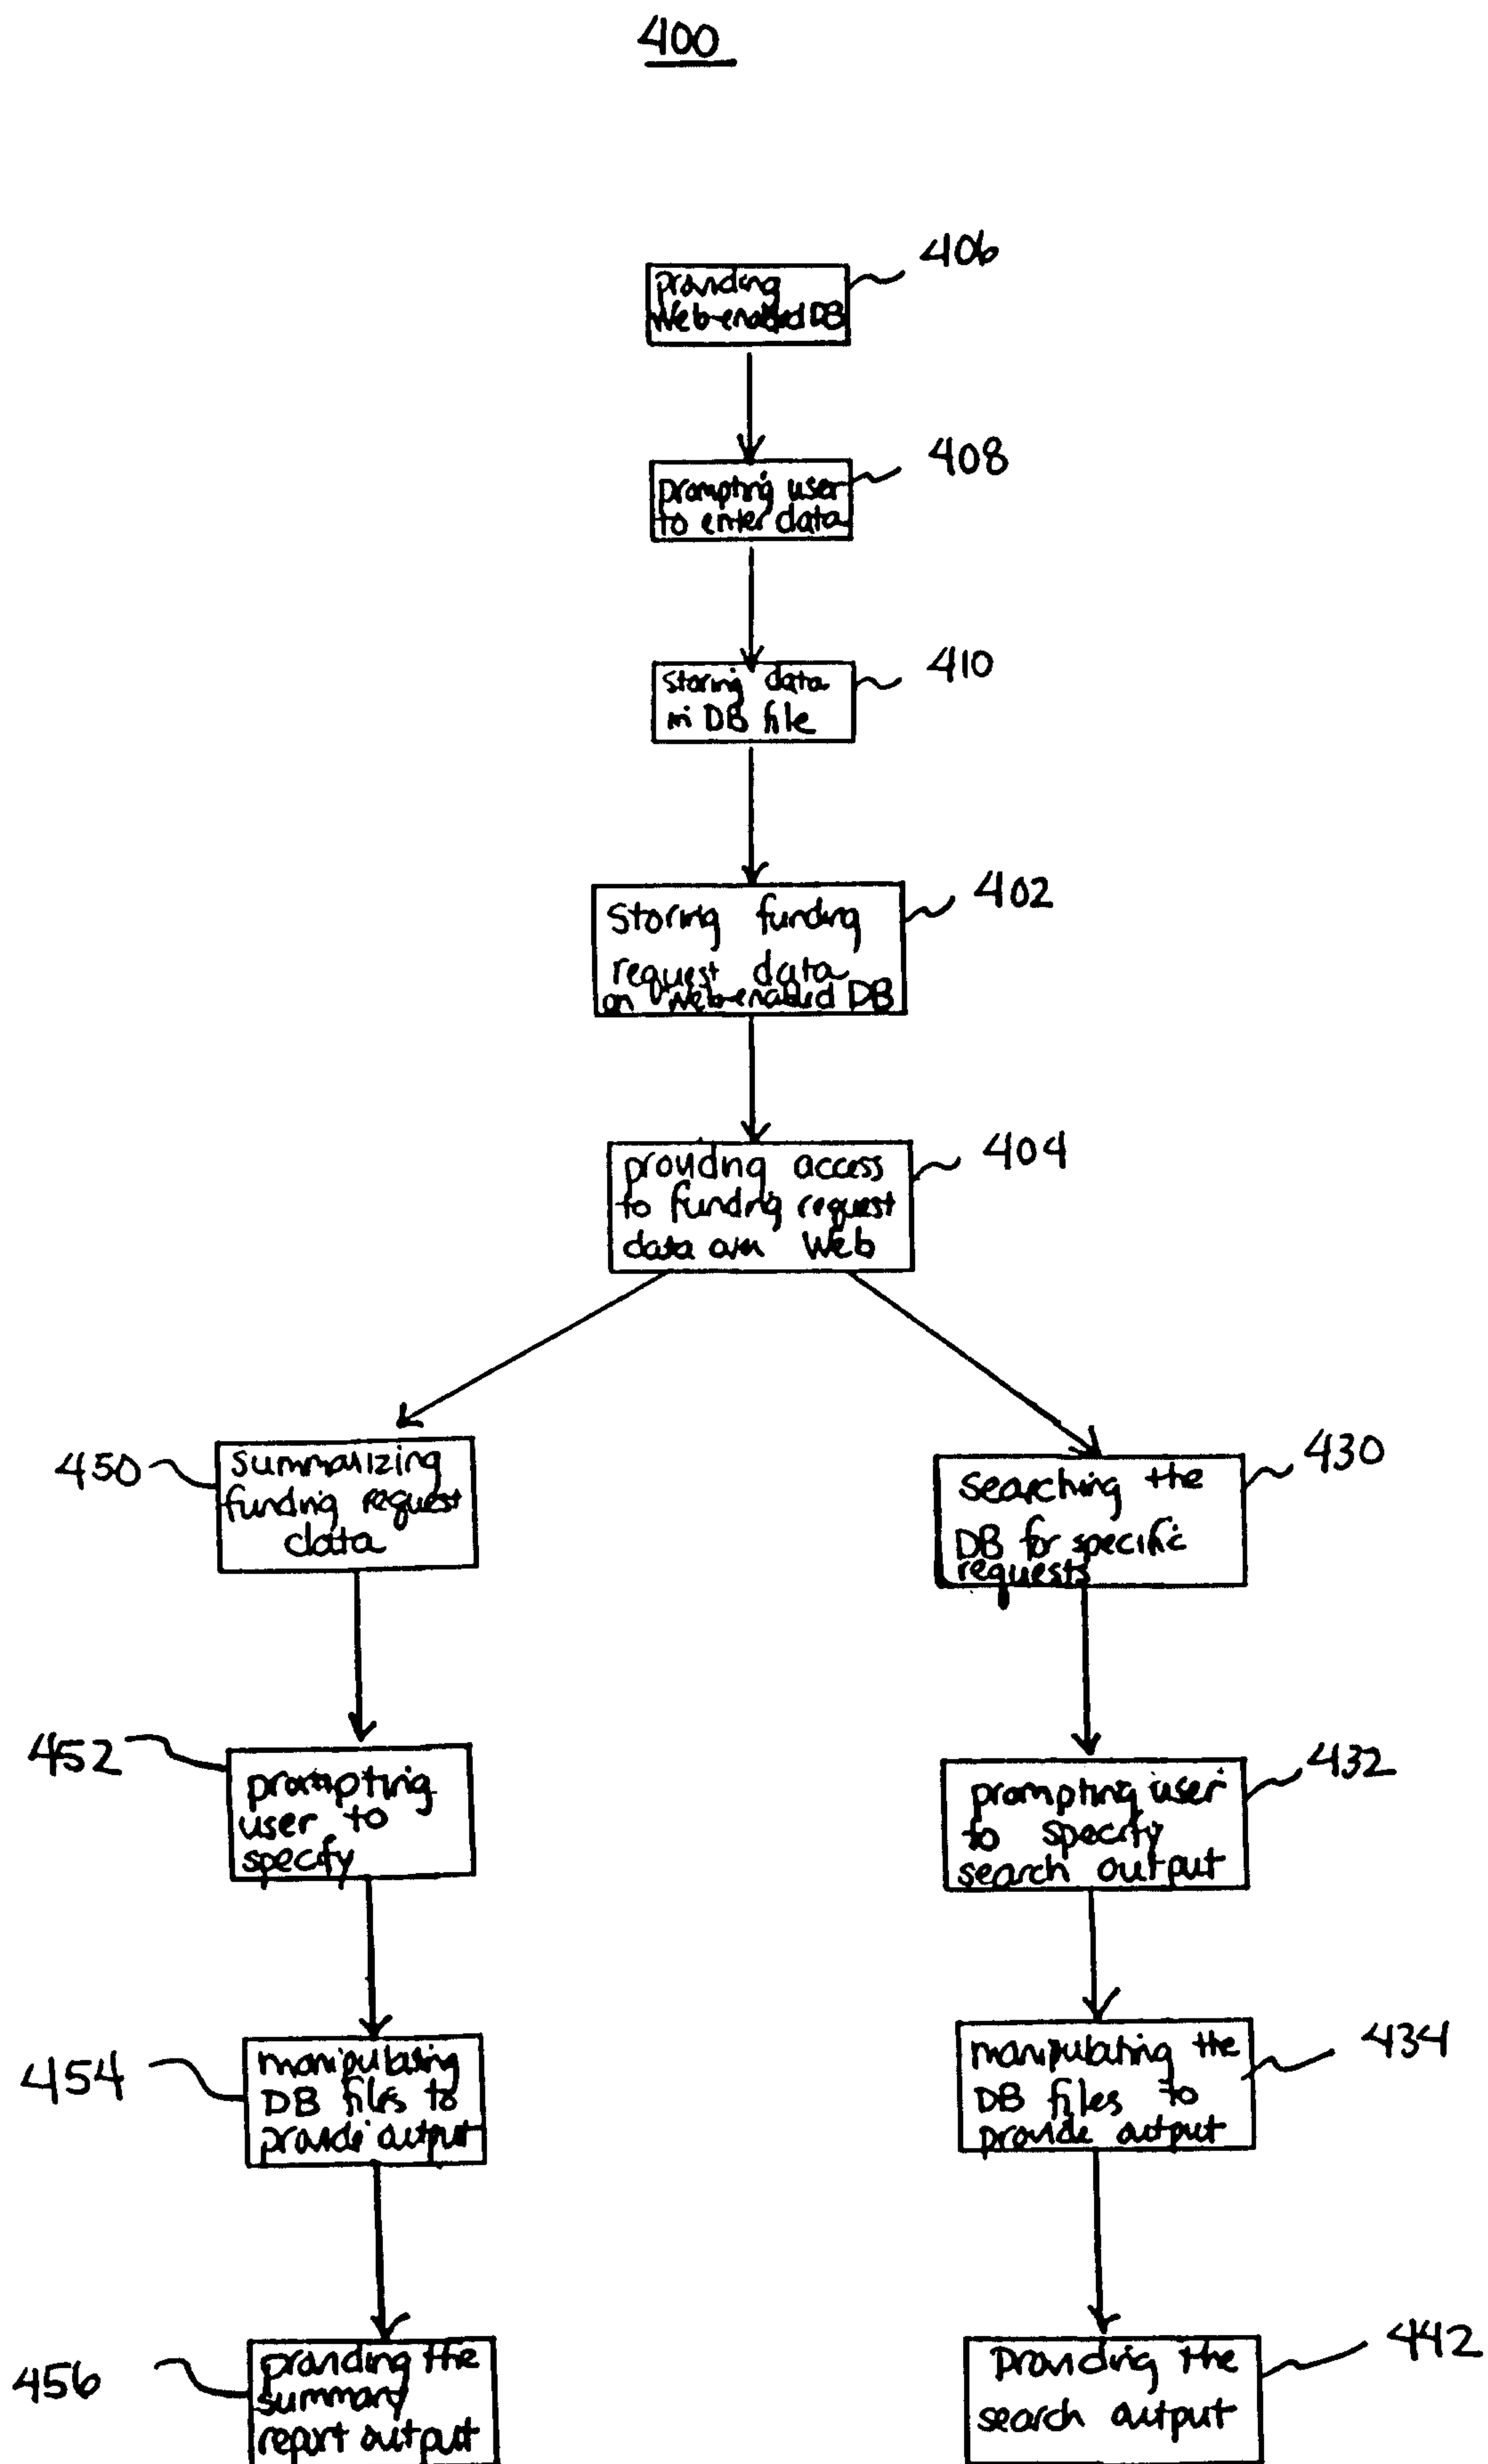 400
406
providing
Web-enabled DB
408
prompting user
to enter data
410
storing data
in DB file
402
Storing funding
request data
on Web-enabled DB
404
providing access
to funding request
data over Web
450
summarizing
funding request
data
430
searching the
DB for specific
requests
452
prompting
user to
specify
432
prompting user
to specify
search output
454
manipulating
DB files to
provide output
434
manipulating the
DB files to
provide output
456
providing the
summary
report output
442
Providing the
search output